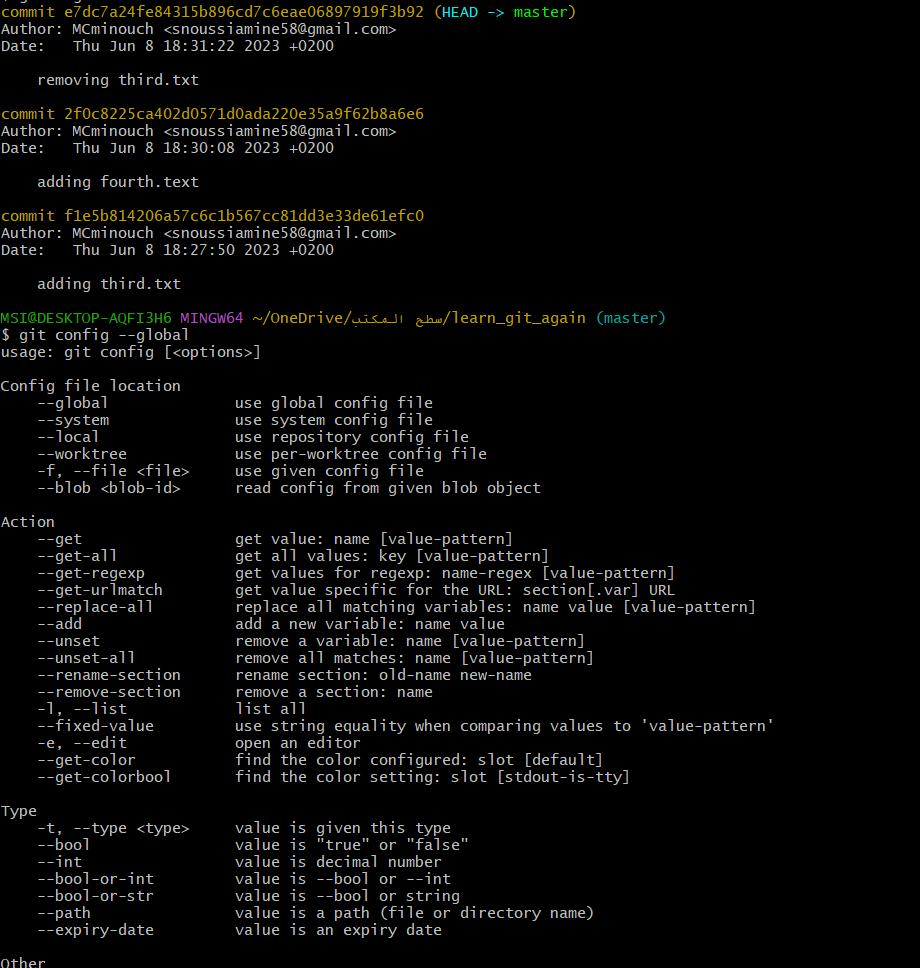 commit e7dc7a24fe84315b896cd7c6eae06897919f3b92 (HEAD -> master)
Author: MCminouch <snoussiamine58@gmail.com>
Date:   Thu Jun 8 18:31:22 2023 +0200

    removing third.txt

commit 2f0c8225ca402d0571d0ada220e35a9f62b8a6e6
Author: MCminouch <snoussiamine58@gmail.com>
Date:   Thu Jun 8 18:30:08 2023 +0200

    adding fourth.text

commit f1e5b814206a57c6c1b567cc81dd3e33de61efc0
Author: MCminouch <snoussiamine58@gmail.com>
Date:   Thu Jun 8 18:27:50 2023 +0200

    adding third.txt

MSI@DESKTOP-AQFI3H6 MINGW64 ~/OneDrive/سطح المكتب/learn_git_again (master)
$ git config --global
usage: git config [<options>]

Config file location
    --global              use global config file
    --system              use system config file
    --local               use repository config file
    --worktree            use per-worktree config file
    -f, --file <file>     use given config file
    --blob <blob-id>      read config from given blob object

Action
    --get                 get value: name [value-pattern]
    --get-all             get all values: key [value-pattern]
    --get-regexp          get values for regexp: name-regex [value-pattern]
    --get-urlmatch        get value specific for the URL: section[.var] URL
    --replace-all         replace all matching variables: name value [value-pattern]
    --add                 add a new variable: name value
    --unset               remove a variable: name [value-pattern]
    --unset-all           remove all matches: name [value-pattern]
    --rename-section      rename section: old-name new-name
    --remove-section      remove a section: name
    -l, --list            list all
    --fixed-value         use string equality when comparing values to 'value-pattern'
    -e, --edit            open an editor
    --get-color           find the color configured: slot [default]
    --get-colorbool       find the color setting: slot [stdout-is-tty]

Type
    -t, --type <type>     value is given this type
    --bool                value is "true" or "false"
    --int                 value is decimal number
    --bool-or-int         value is --bool or --int
    --bool-or-str         value is --bool or string
    --path                value is a path (file or directory name)
    --expiry-date         value is an expiry date

Other